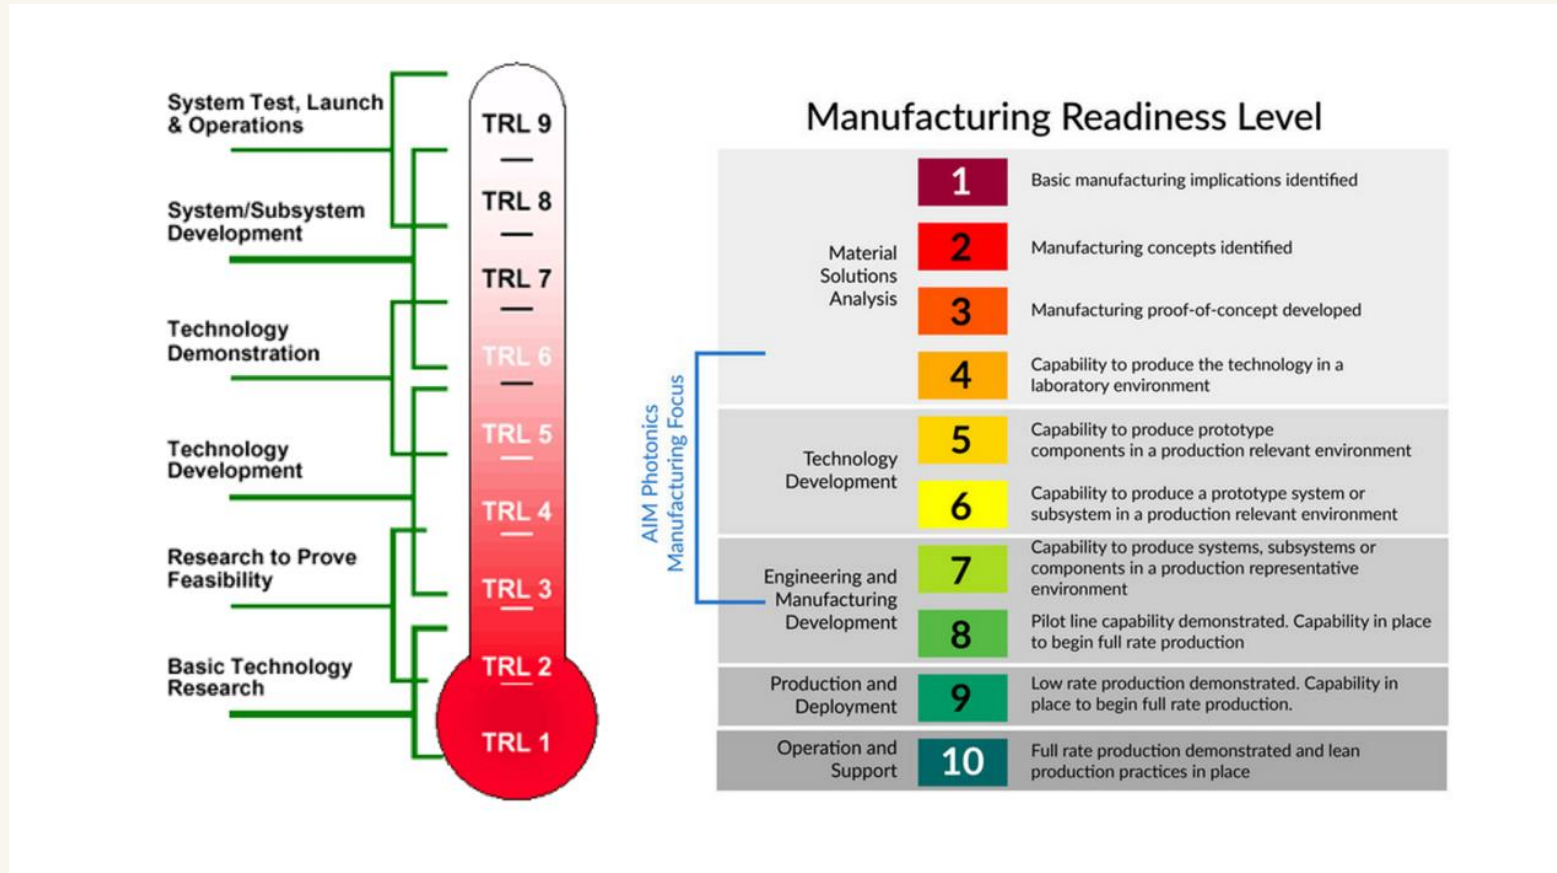 System Test, Launch
& Operations
System/Subsystem
Development
Technology
Demonstration
Technology
Development
Research to Prove
Feasibility
Basic Technology
Research
TRL 9
TRL 8
TRL 7
TRL 6
TRL 5
TRL 4
TRL 3
TRL 2
TRL 1
AIM Photonics
Manufacturing Focus
Manufacturing Readiness Level
Material
Solutions
Analysis
1
Basic manufacturing implications identified
2
Manufacturing concepts identified
3
Manufacturing proof-of-concept developed
4
Capability to produce the technology in a
laboratory environment
Technology
Development
5
Capability to produce prototype
components in a production relevant environment
6
Capability to produce a prototype system or
subsystem in a production relevant environment
Engineering and
Manufacturing
Development
7
Capability to produce systems, subsystems or
components in a production representative
environment
8
Pilot line capability demonstrated. Capability in place
to begin full rate production
Production and
Deployment
9
Low rate production demonstrated. Capability in
place to begin full rate production.
Operation and
Support
10
Full rate production demonstrated and lean
production practices in place